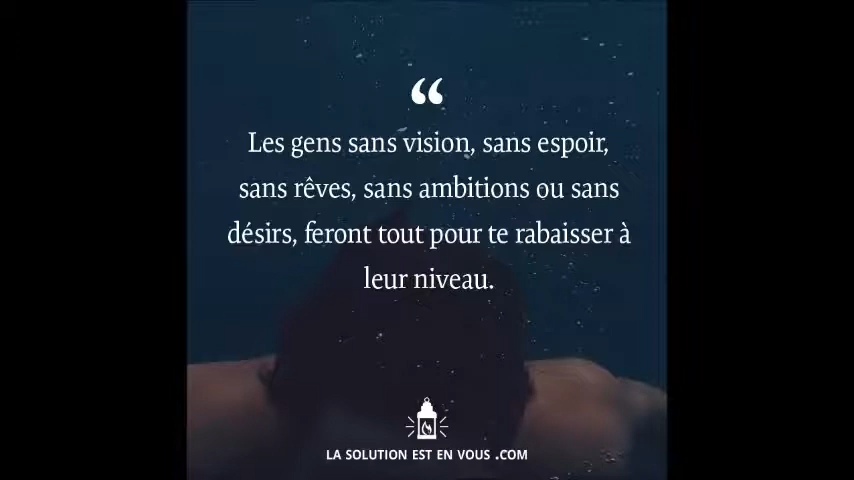 “
Les gens sans vision, sans espoir,
sans rêves, sans ambitions ou sans
désirs, feront tout pour te rabaisser à
leur niveau.
LA SOLUTION EST EN VOUS .COM